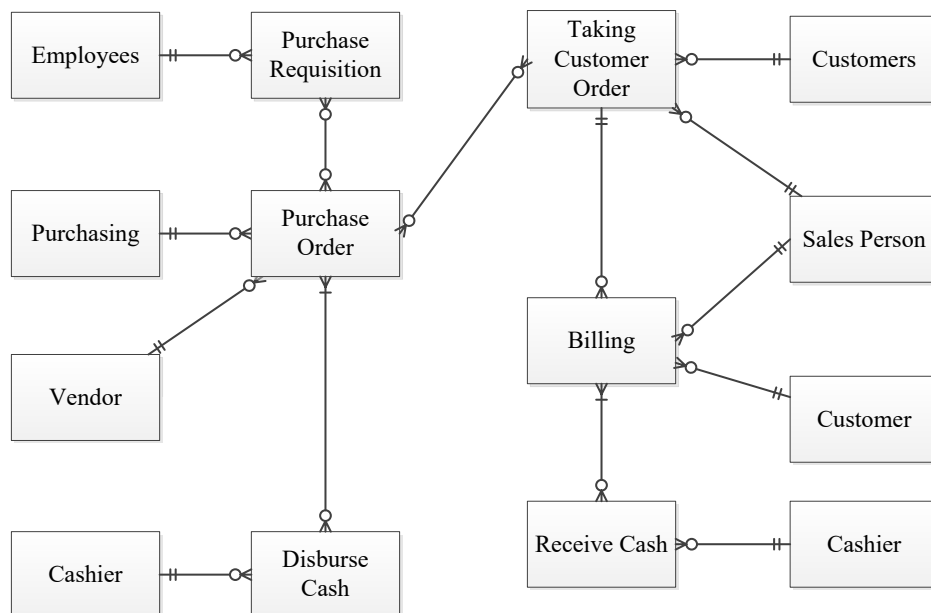 Employees
Purchase
Requisition
Taking
Customer
Order
Customers
Purchasing
Purchase
Order
Sales Person
Billing
Vendor
Customer
Cashier
Disburse
Cash
Receive Cash
Cashier